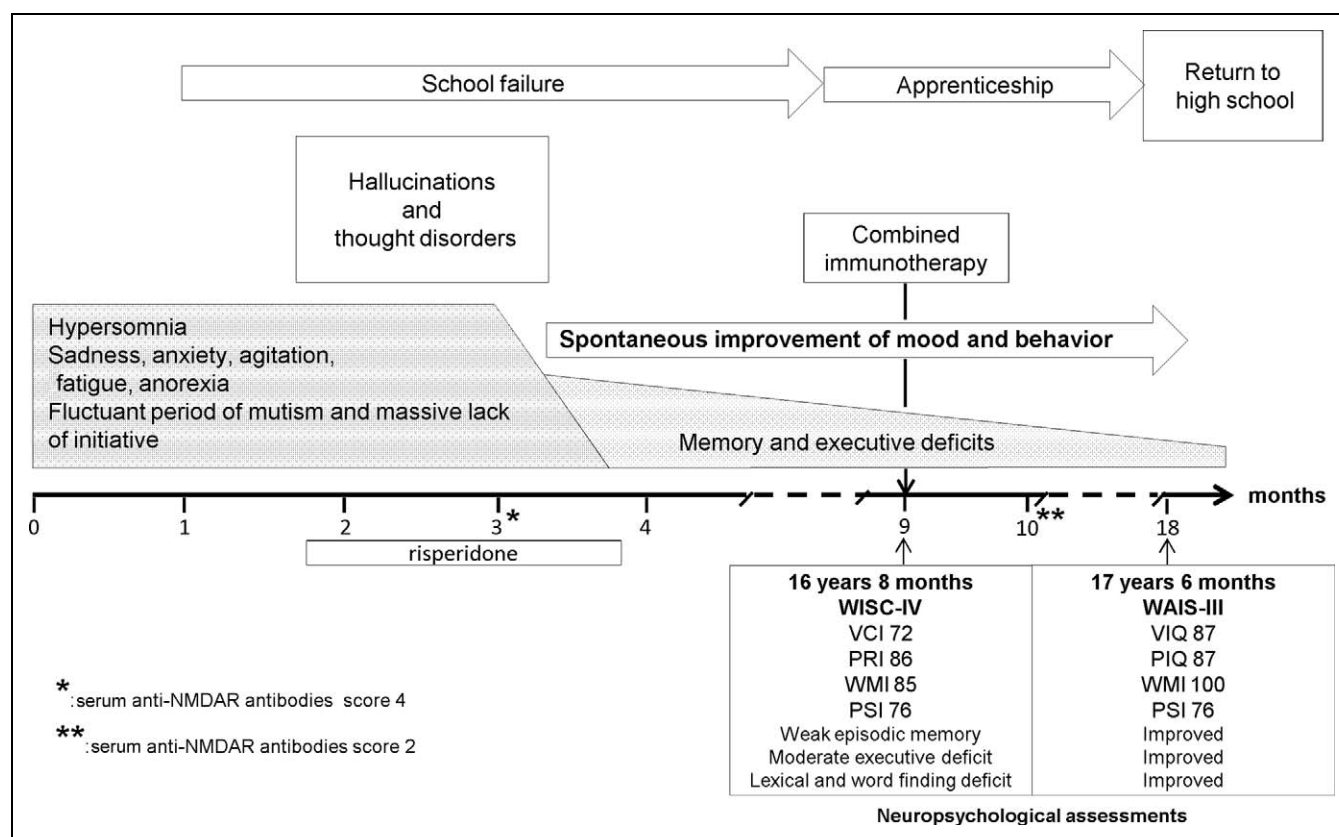 School failure
Apprenticeship
Return to
high school
Hallucinations
and
thought disorders
Combined
immunotherapy
Hypersomnia
Sadness, anxiety, agitation,
fatigue, anorexia
Fluctuant period of mutism and massive lack
of initiative
Spontaneous improvement of mood and behavior
Memory and executive deficits
months
0 1 2 3* 4 9 10** 18
risperidone
16 years 8 months
WISC-IV
VCI 72
PRI 86
WMI 85
PSI 76
Weak episodic memory
Moderate executive deficit
Lexical and word finding deficit
17 years 6 months
WAIS-III
VIQ 87
PIQ 87
WMI 100
PSI 76
Improved
Improved
Improved
Neuropsychological assessments
*:serum anti-NMDAR antibodies score 4
**:serum anti-NMDAR antibodies score 2